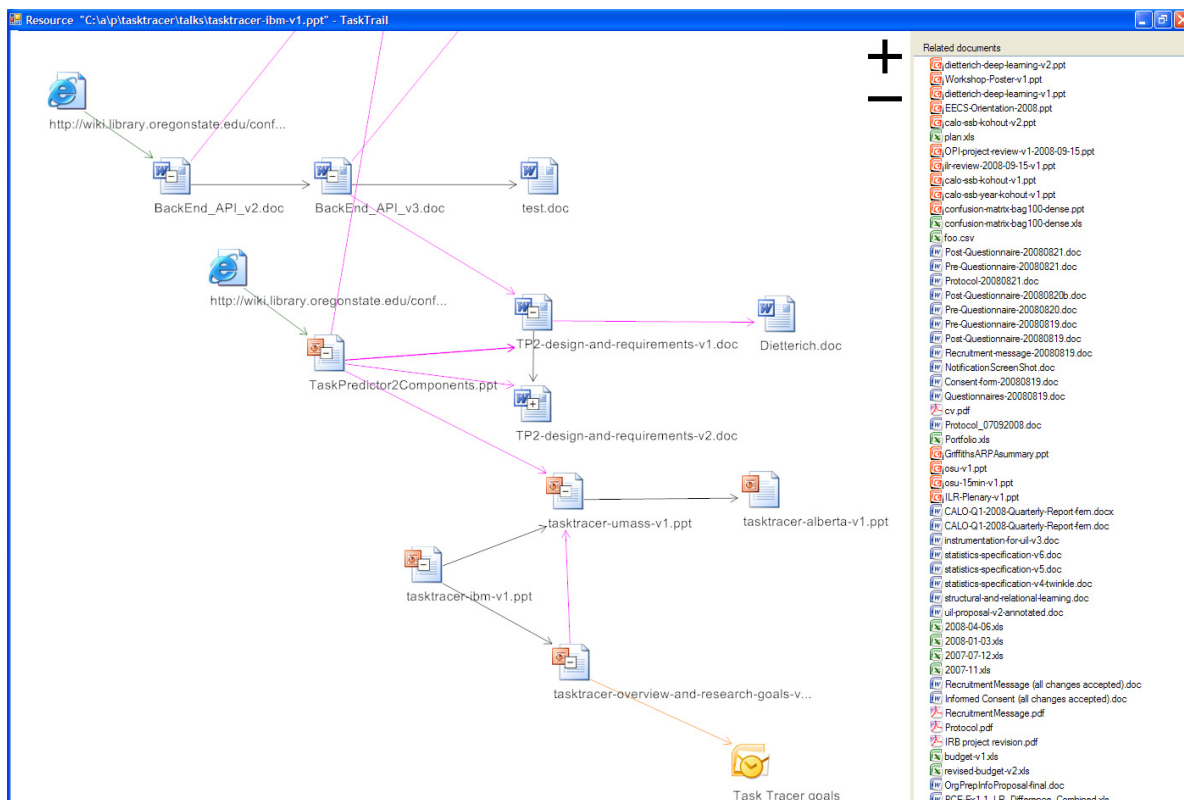 Resource "C:\a\p\tasktracer\talks\tasktracer-ibm-v1.ppt" - TaskTrail
http://wiki.library.oregonstate.edu/conf...
BackEnd_API_v2.doc
BackEnd_API_v3.doc
test.doc
http://wiki.library.oregonstate.edu/conf...
TP2-design-and-requirements-v1.doc
Dietterich.doc
TaskPredictor2Components.ppt
TP2-design-and-requirements-v2.doc
tasktracer-umass-v1.ppt
tasktracer-alberta-v1.ppt
tasktracer-ibm-v1.ppt
tasktracer-overview-and-research-goals-v...
Task Tracer goals
Related documents
dietterich-deep-learning-v2.ppt
Workshop-Poster-v1.ppt
dietterich-deep-learning-v1.ppt
EECS-Orientation-2008.ppt
calo-ssb-kohout-v2.ppt
plan.xls
OPI-project-review-v1-2008-09-15.ppt
ilr-review-2008-09-15-v1.ppt
calo-ssb-kohout-v1.ppt
calo-ssb-year-kohout-v1.ppt
confusion-matrix-bag100-dense.ppt
confusion-matrix-bag100-dense.xls
foo.csv
Post-Questionnaire-20080821.doc
Pre-Questionnaire-20080821.doc
Protocol-20080821.doc
Post-Questionnaire-20080820b.doc
Pre-Questionnaire-20080820.doc
Pre-Questionnaire-20080819.doc
Post-Questionnaire-20080819.doc
Recruitment-message-20080819.doc
NotificationScreenShot.doc
Consent-form-20080819.doc
Questionnaires-20080819.doc
cv.pdf
Protocol_07092008.doc
Portfolio.xls
GriffithsARPAsummary.ppt
osu-v1.ppt
osu-15min-v1.ppt
ILR-Plenary-v1.ppt
CALO-Q1-2008-Quarterly-Report-fern.docx
CALO-Q1-2008-Quarterly-Report-fern.doc
instrumentation-for-uil-v3.doc
statistics-specification-v6.doc
statistics-specification-v5.doc
statistics-specification-v4-twinkle.doc
structural-and-relational-learning.doc
uil-proposal-v2-annotated.doc
2008-04-06.xls
2008-01-03.xls
2007-07-12.xls
2007-11.xls
RecruitmentMessage (all changes accepted).doc
Informed Consent (all changes accepted).doc
RecruitmentMessage.pdf
Protocol.pdf
IRB project revision.pdf
budget-v1.xls
revised-budget-v2.xls
OrgPrepInfoProposal-final.doc